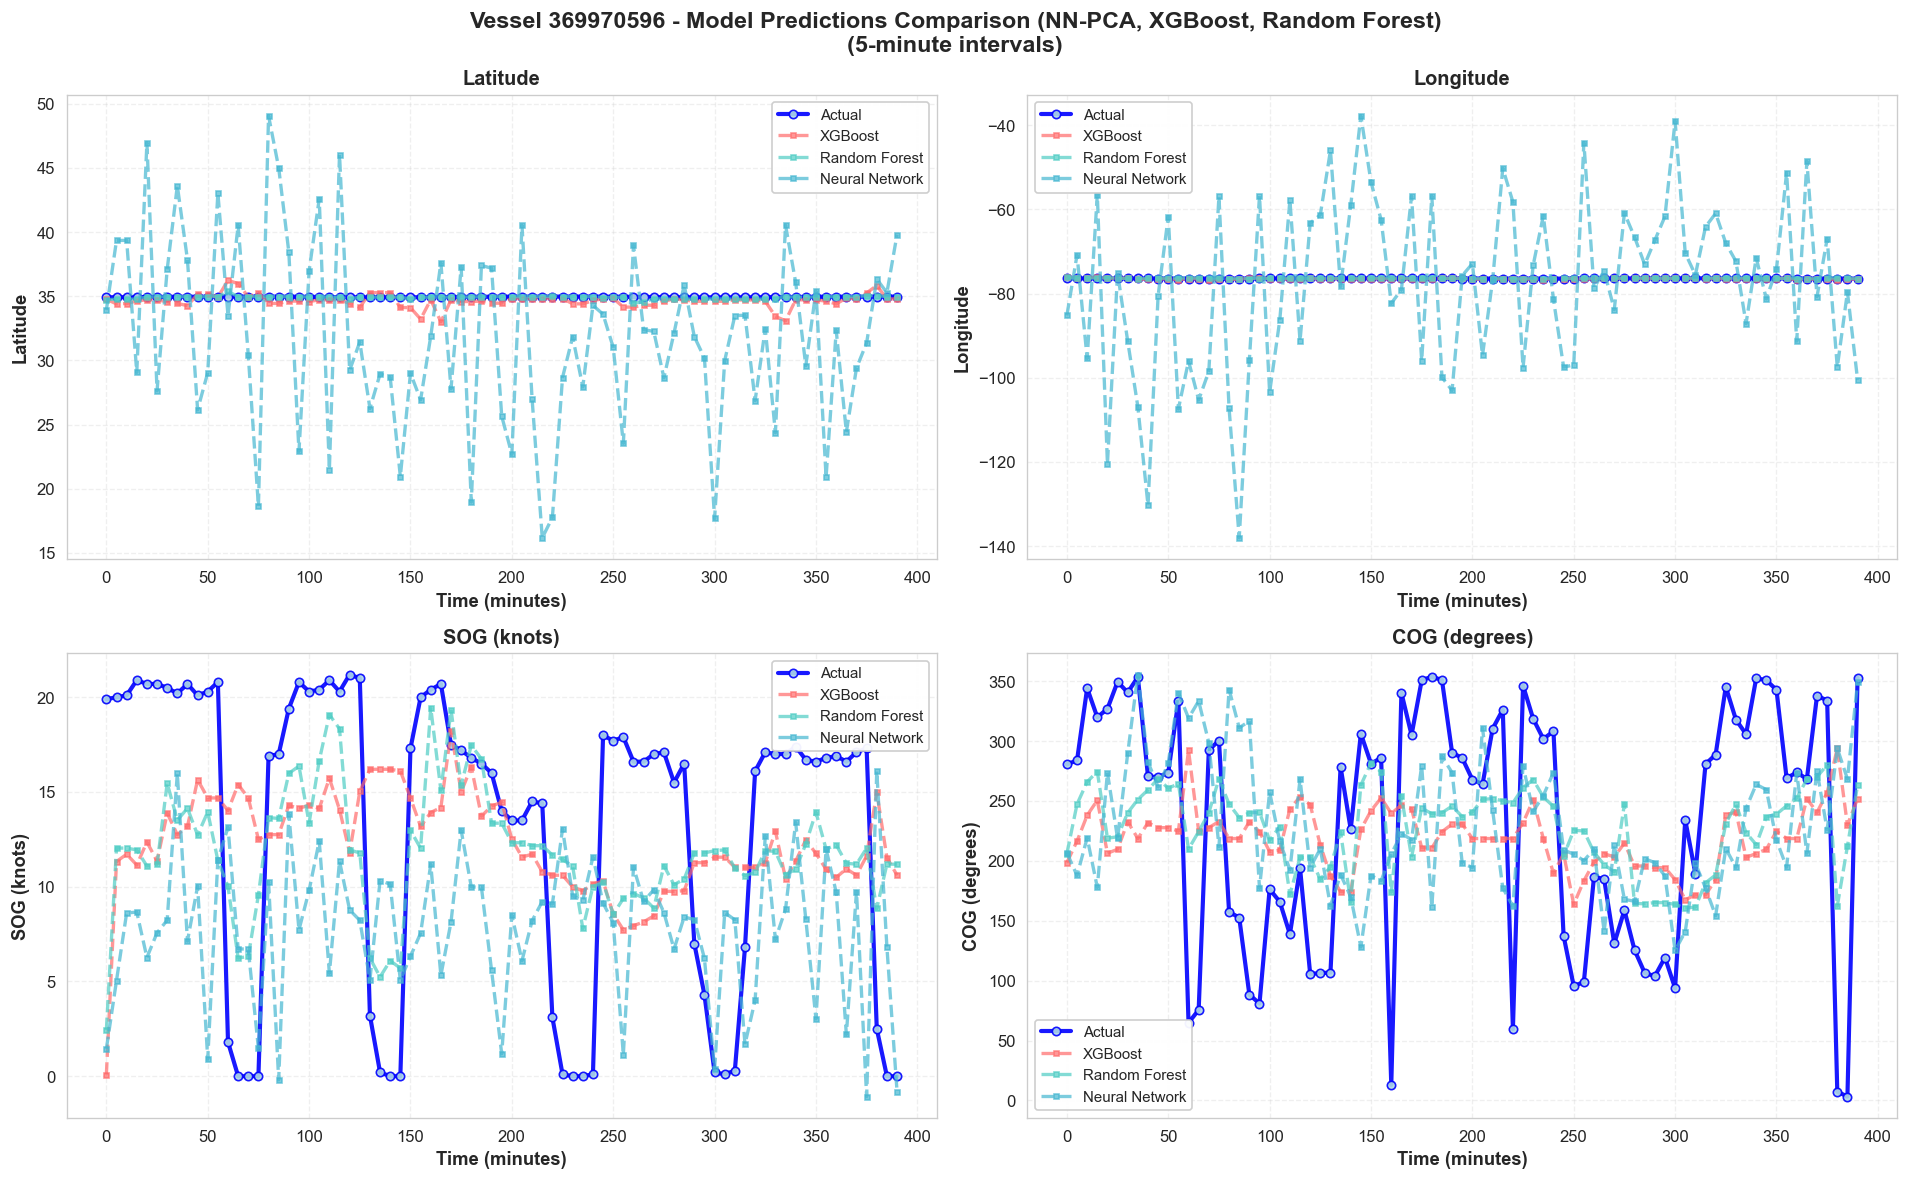 Vessel 369970596 - Model Predictions Comparison (NN-PCA, XGBoost, Random Forest)
(5-minute intervals)
Latitude
50
45
40
35
30
25
20
15
Latitude
Actual
XGBoost
Random Forest
Neural Network
0 50 100 150 200 250 300 350 400
Time (minutes)
Longitude
−40
−60
−80
−100
−120
−140
Longitude
Actual
XGBoost
Random Forest
Neural Network
0 50 100 150 200 250 300 350 400
Time (minutes)
SOG (knots)
20
15
10
5
0
SOG (knots)
Actual
XGBoost
Random Forest
Neural Network
0 50 100 150 200 250 300 350 400
Time (minutes)
COG (degrees)
350
300
250
200
150
100
50
0
COG (degrees)
Actual
XGBoost
Random Forest
Neural Network
0 50 100 150 200 250 300 350 400
Time (minutes)